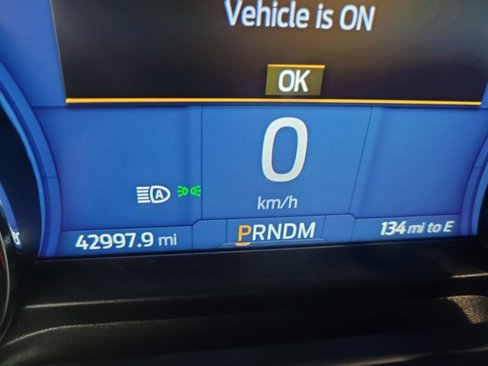 Vehicle is ON
OK
0
A
km/h
42997.9 mi
PRNDM
134 mi to E